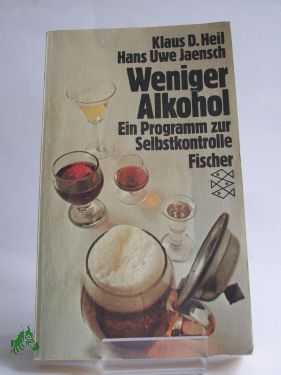 Klaus D. Heil
Hans Uwe Jaensch
Weniger
Alkohol
Ein Programm zur
Selbstkontrolle
Fischer